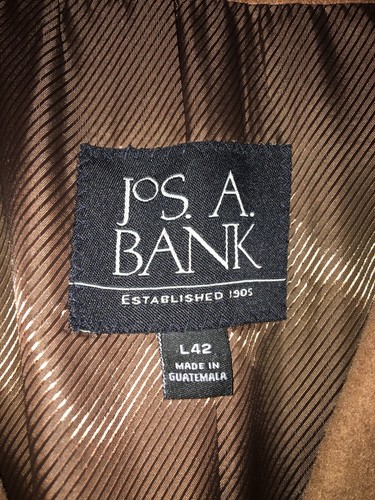 JOS. A.
BANK
ESTABLISHED 1905
L42
MADE IN
GUATEMALA